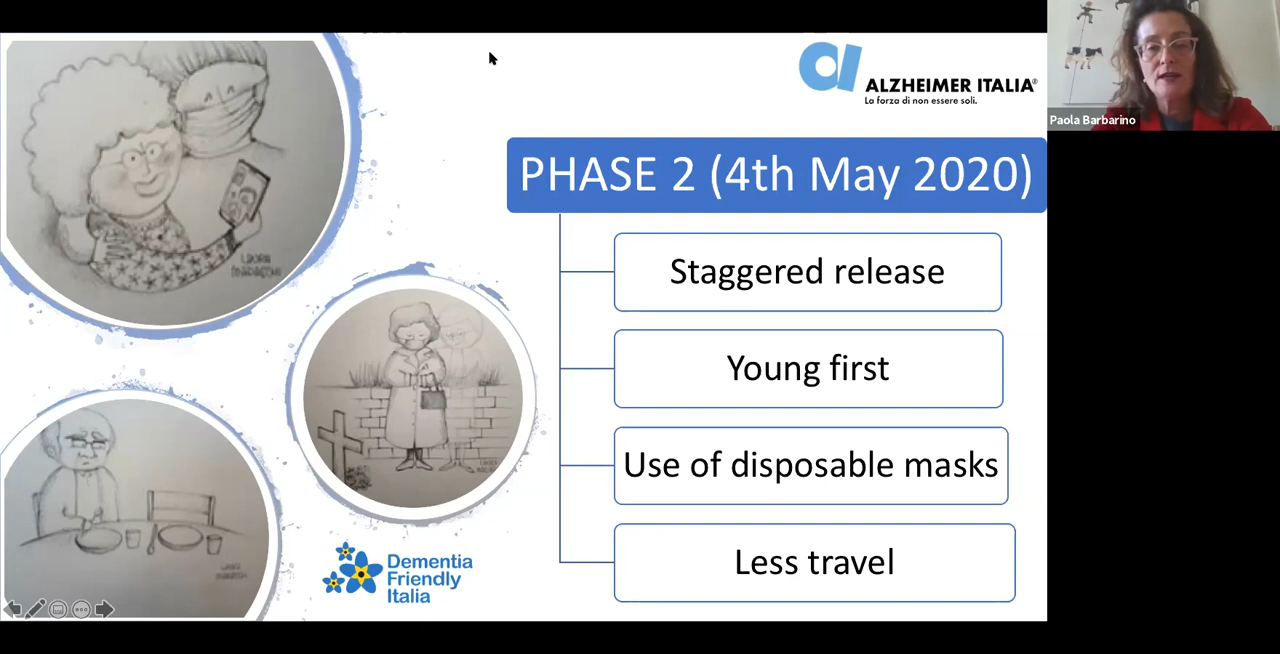 ALZHEIMER ITALIA®
La forza di non essere soli.
Paola Barbarino
PHASE 2 (4th May 2020)
Staggered release
Young first
Use of disposable masks
Less travel
LAURA
Dementia
Friendly
Italia